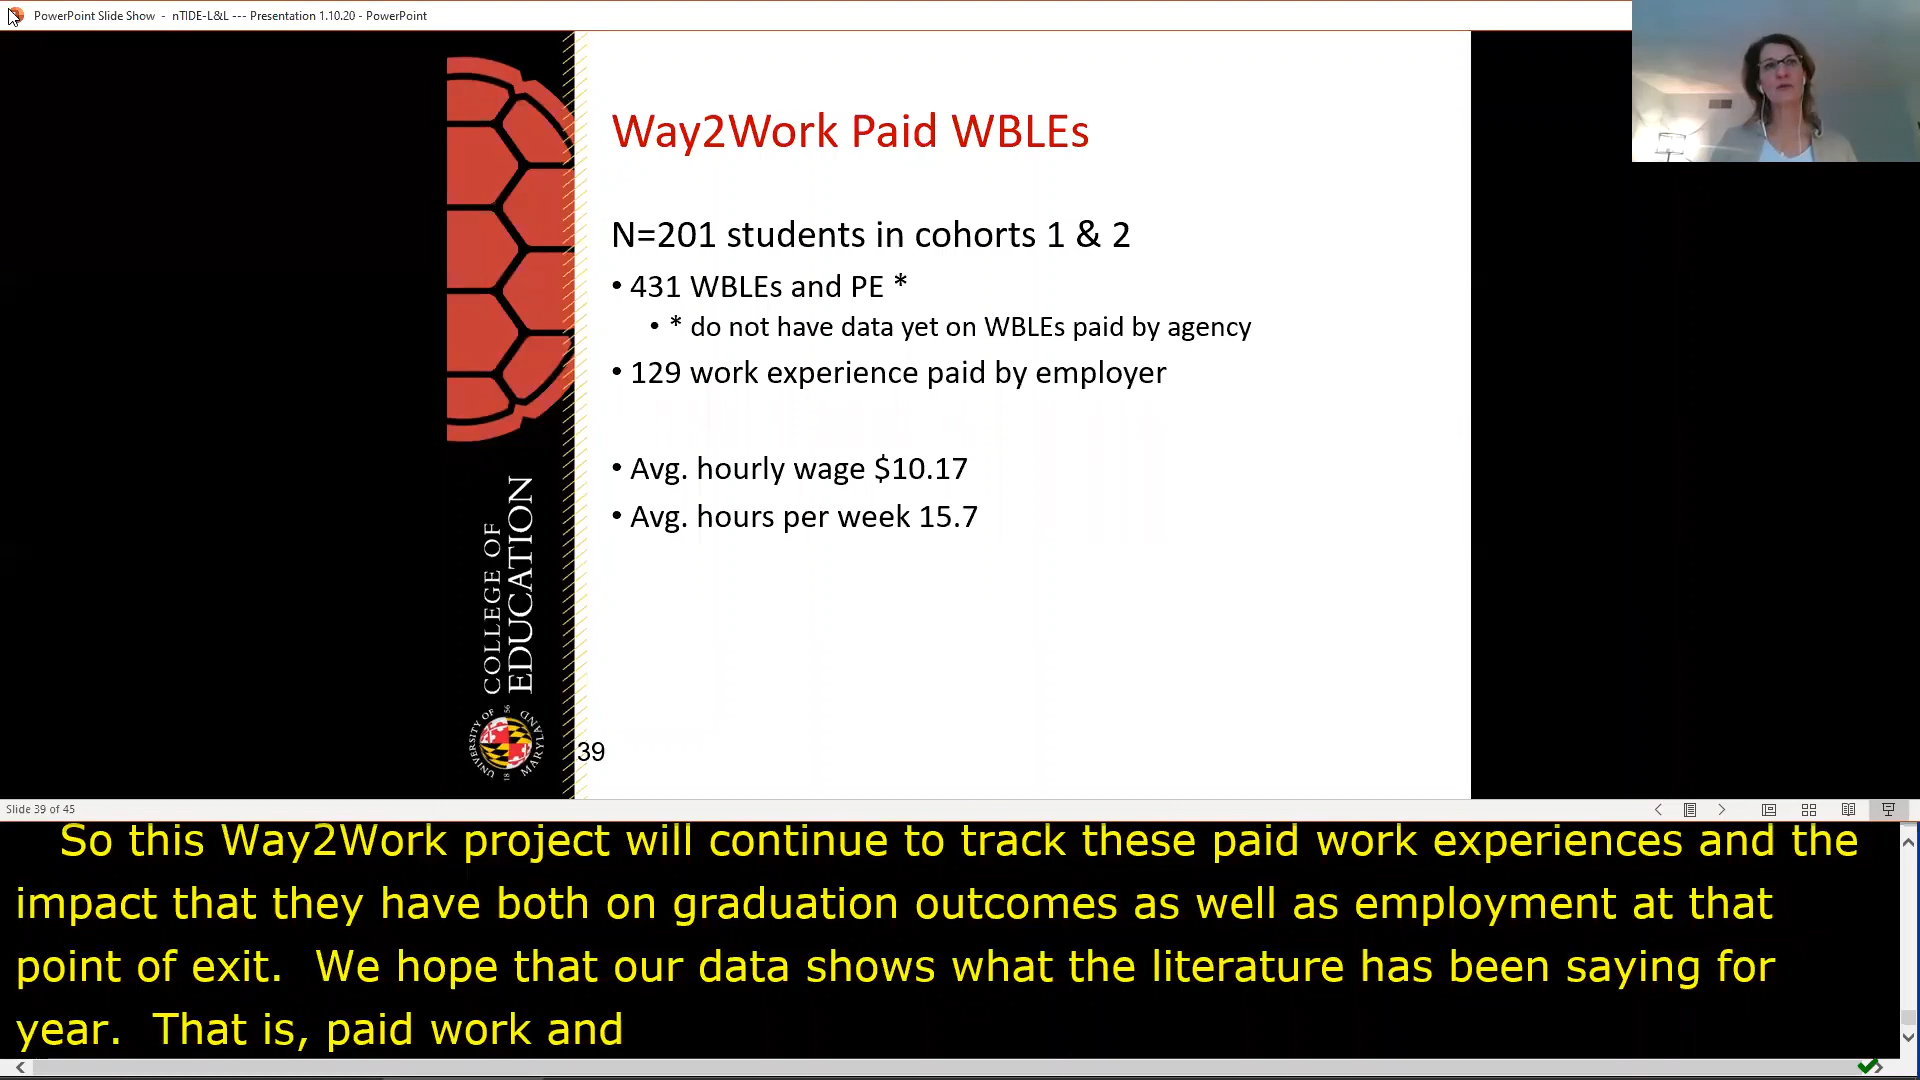 PowerPoint Slide Show - nTIDE-L&L --- Presentation 1.10.20 - PowerPoint
Way2Work Paid WBLEs
N=201 students in cohorts 1 & 2
• 431 WBLEs and PE *
• * do not have data yet on WBLEs paid by agency
• 129 work experience paid by employer
• Avg. hourly wage $10.17
• Avg. hours per week 15.7
COLLEGE OF
EDUCATION
UNIVERSITY OF
MARYLAND
18 56
39
Slide 39 of 45
So this Way2Work project will continue to track these paid work experiences and the
impact that they have both on graduation outcomes as well as employment at that
point of exit. We hope that our data shows what the literature has been saying for
year. That is, paid work and